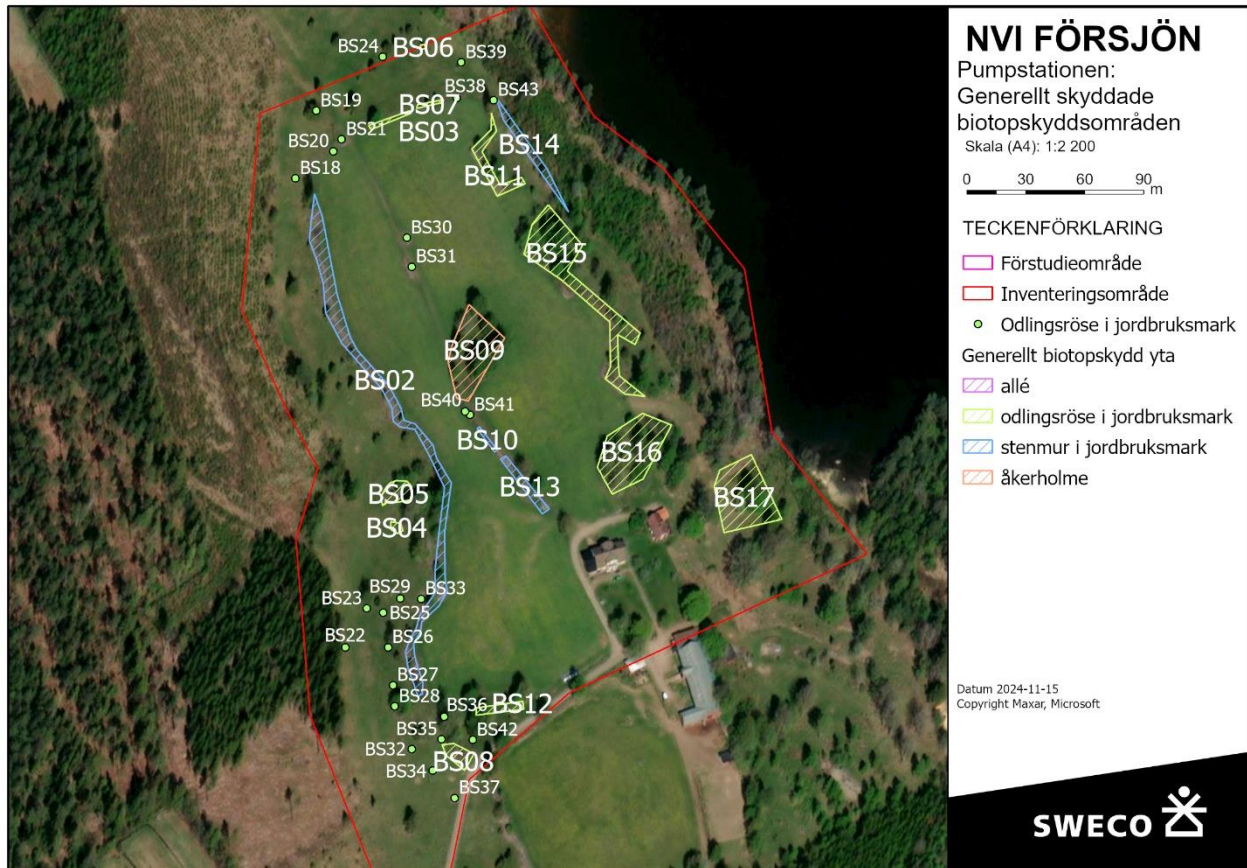 NVI FÖRSJÖN
Pumpstationen:
Generellt skyddade
biotopskyddsområden
Skala (A4): 1:2 200
0 30 60 90
m
TECKENFÖRKLARING
Förstudieområde
Inventeringsområde
Odlingsröse i jordbruksmark
Generellt biotopskydd yta
allé
odlingsröse i jordbruksmark
stenmur i jordbruksmark
åkerholme
Datum 2024-11-15
Copyright Maxar, Microsoft
SWECO
BS24
BS06
BS39
BS38
BS43
BS19
BS07
BS21
BS03
BS20
BS14
BS18
BS11
BS30
BS15
BS31
BS09
BS02
BS40
BS41
BS10
BS16
BS13
BS05
BS17
BS04
BS29
BS33
BS23
BS25
BS22
BS26
BS27
BS28
BS36
BS12
BS35
BS42
BS32
BS08
BS34
BS37